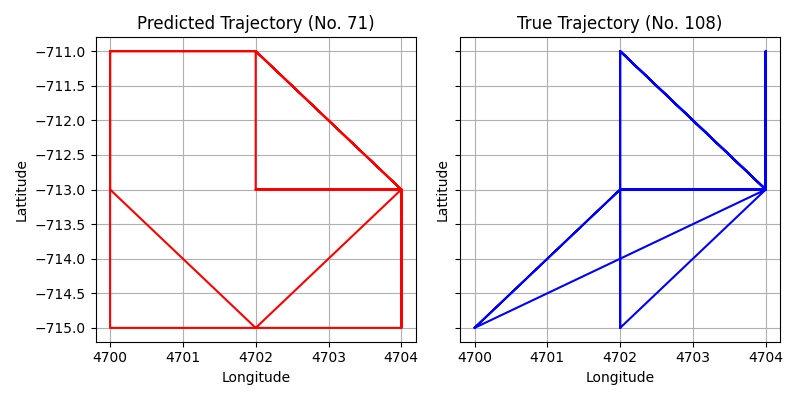 Predicted Trajectory (No. 71)
True Trajectory (No. 108)
−711.0
−711.5
−712.0
−712.5
−713.0
−713.5
−714.0
−714.5
−715.0
Lattitude
Lattitude
4700 4701 4702 4703 4704
4700 4701 4702 4703 4704
Longitude
Longitude